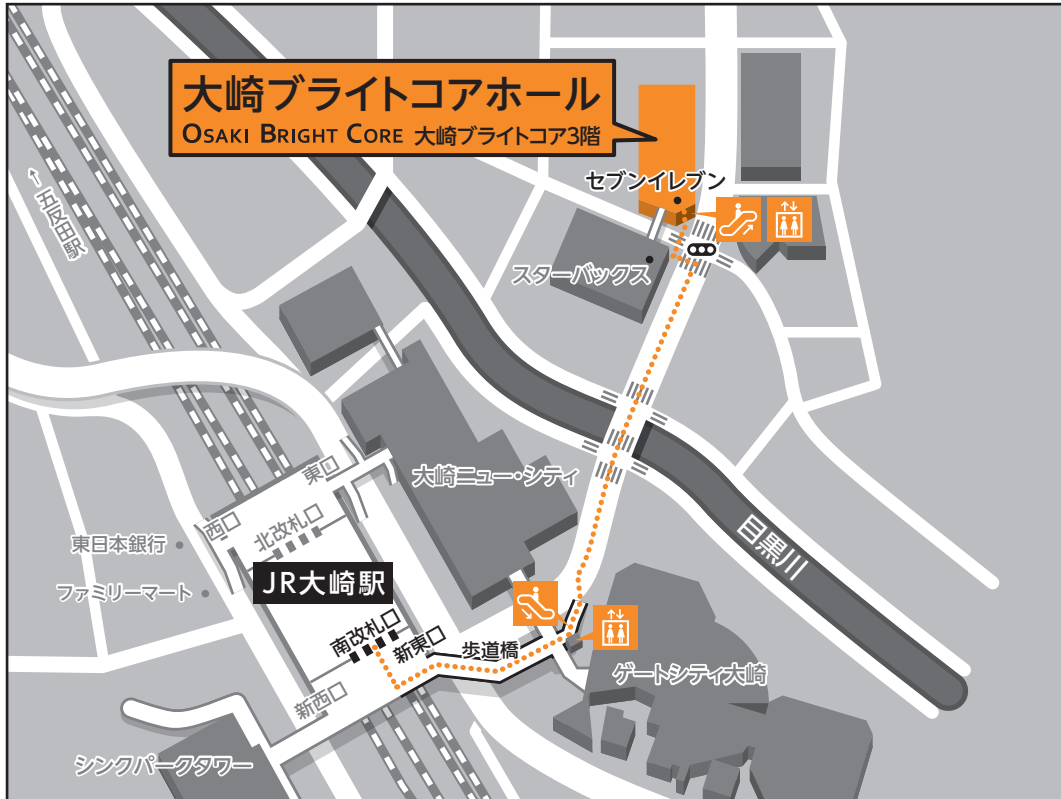 大崎ブライトコアホール
OSAKI BRIGHT CORE 大崎ブライトコア3階
セブンイレブン
←五反田駅
スターバックス
大崎ニュー・シティ
東口
西口
北改札口
東日本銀行
ファミリーマート
JR大崎駅
目黒川
南改札口
新東口
歩道橋
ゲートシティ大崎
新西口
シンクパークタワー